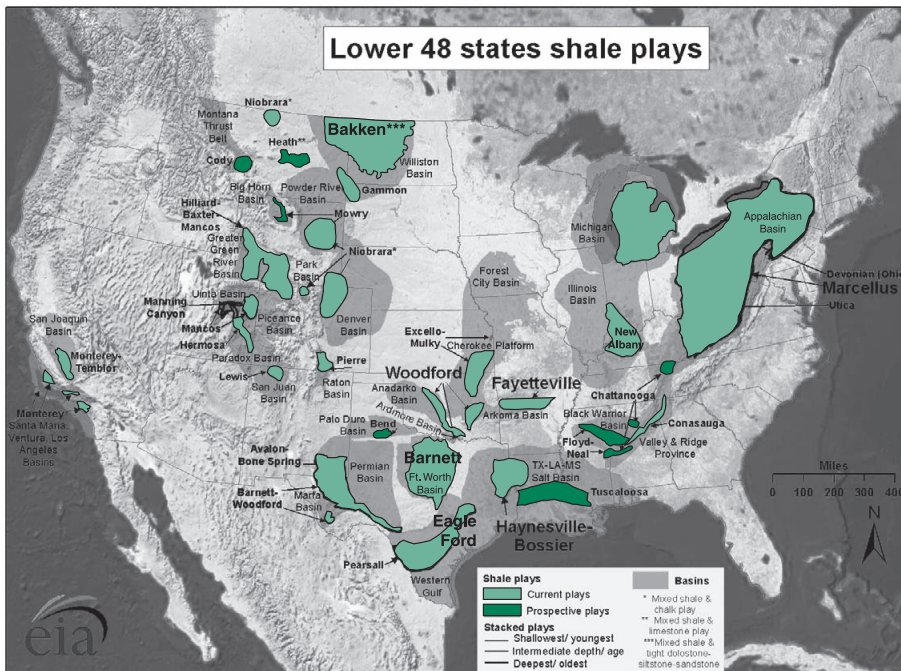 Lower 48 states shale plays
Niobrara*
Montana
Thrust
Belt
Bakken***
Heath**
Cody
Williston
Basin
Big Horn
Basin
Powder River
Basin
Gammon
Mowry
Hilliard-
Baxter-
Mancos
Greater
Green
River
Basin
Park
Basin
Niobrara*
Michigan
Basin
Appalachian
Basin
Forest
City Basin
Illinois
Basin
Devonian (Ohio
Marcellus
Utica
Uinta Basin
Manning
Canyon
Piceance
Basin
Denver
Basin
Mancos
Hermosa
Paradox Basin
San Joaquin
Basin
Monterey-
Temblor
Excello-
Mulky
Cherokee Platform
New
Albany
Lewis
San Juan
Basin
Pierre
Raton
Basin
Woodford
Anadarko
Basin
Fayetteville
Arkoma Basin
Ardmore Basin
Chattanooga
Black Warrior
Basin
Conasauga
Floyd-
Neal
Valley & Ridge
Province
Monterey
Santa Maria,
Ventura, Los
Angeles
Basins
Palo Duro
Basin
Bend
Avalon-
Bone Spring
Permian
Basin
Barnett
Ft. Worth
Basin
TX-LA-MS
Salt Basin
Tuscaloosa
Barnett-
Woodford
Marfa
Basin
Eagle
Ford
Haynesville-
Bossier
Pearsall
Western
Gulf
Miles
0 100 200 300 400
N
Shale plays
Current plays
Prospective plays
Stacked plays
Shallowest/ youngest
Intermediate depth/ age
Deepest/ oldest
Basins
* Mixed shale &
chalk play
** Mixed shale &
limestone play
***Mixed shale &
tight dolostone-
siltstone-sandstone
eia